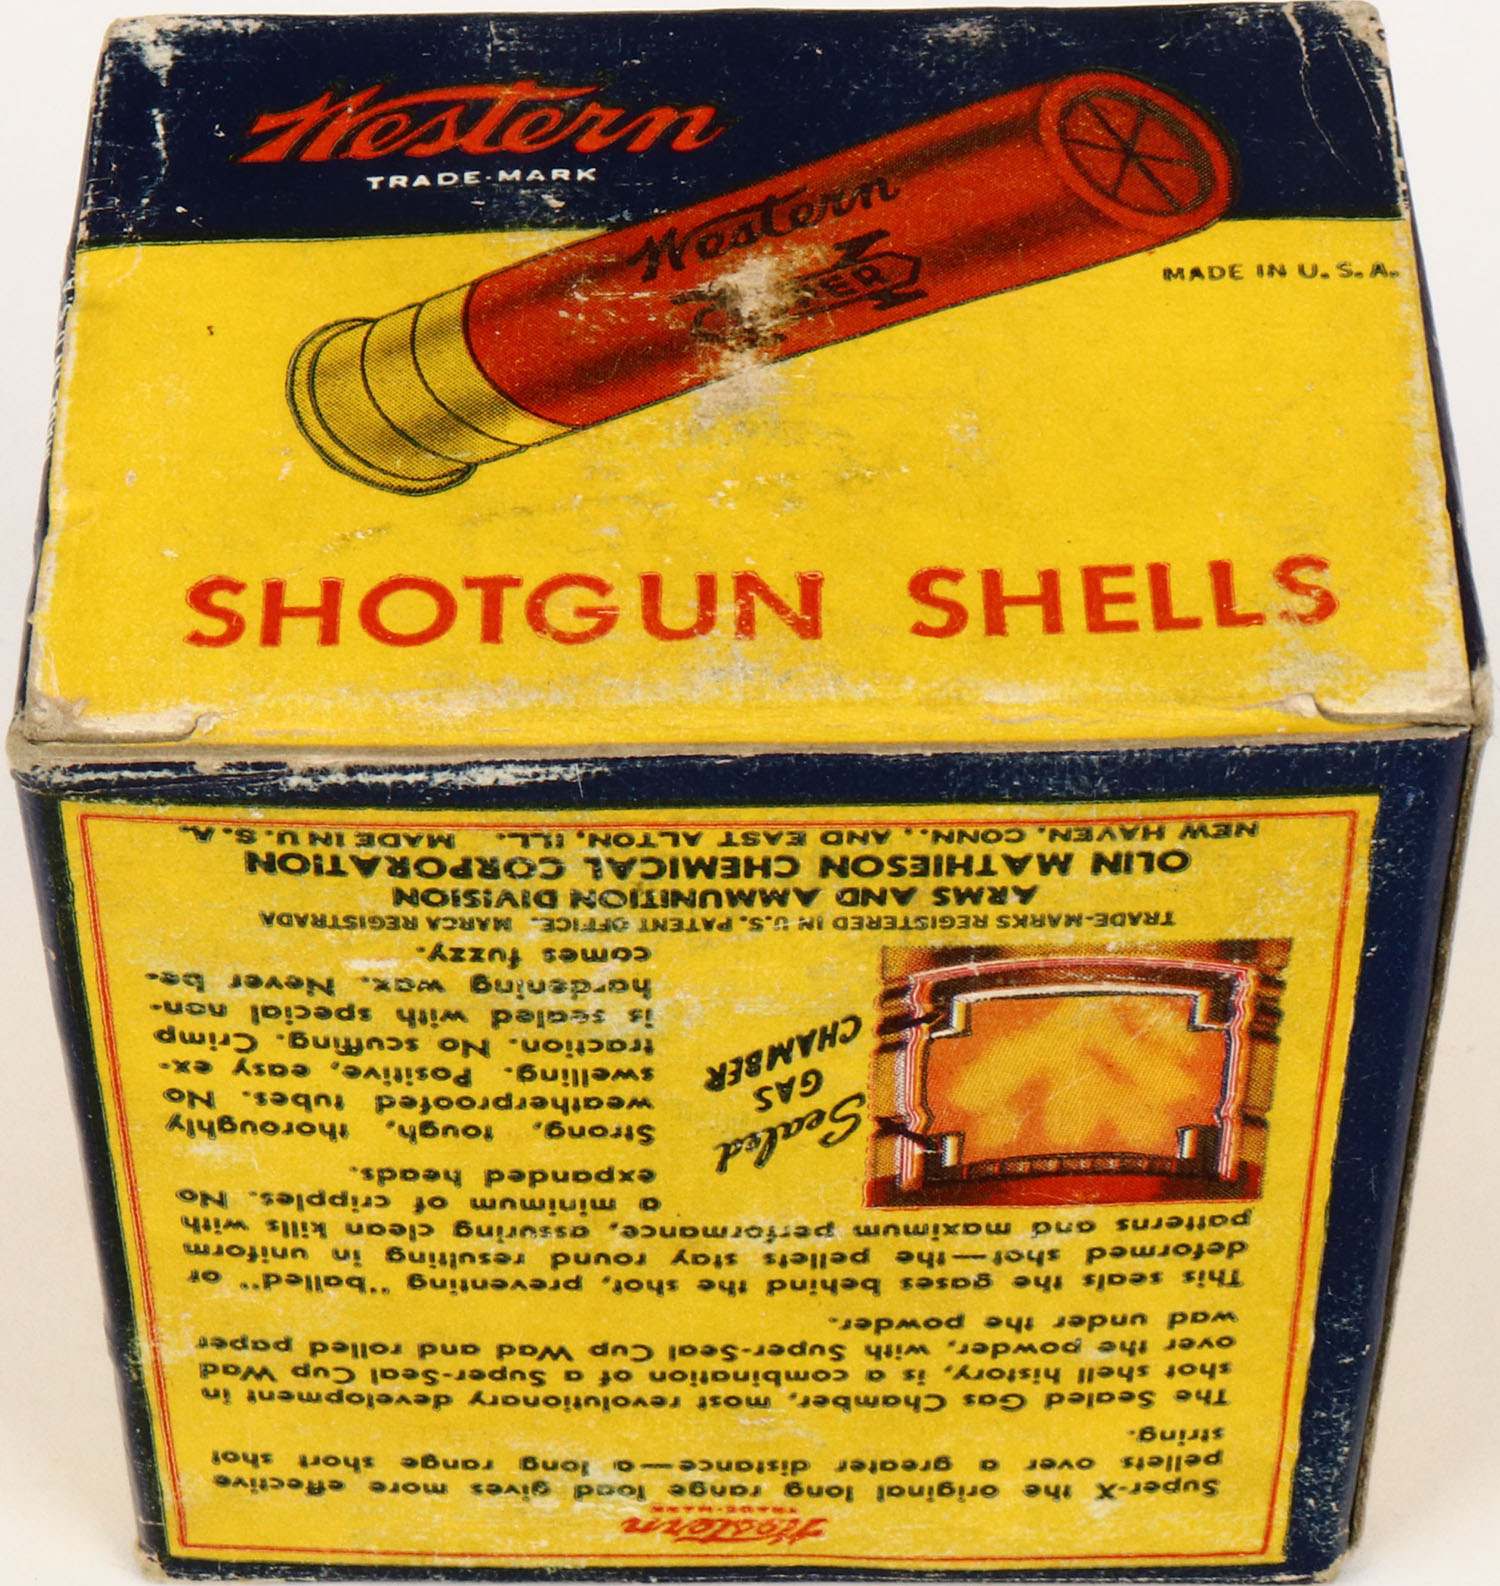 Western
TRADE-MARK
Western
MADE IN U.S.A.
SHOTGUN SHELLS
Western
TRADE-MARK
Super-X the original long range load gives more effective
pellets over a greater distance—a long range short shot
string.
The Sealed Gas Chamber, most revolutionary development in
shot shell history, is a combination of a Super-Seal Cup Wad
over the powder, with Super-Seal Cup Wad and rolled paper
wad under the powder.
This seals the gases behind the shot, preventing "balled" or
deformed shot—the pellets stay round resulting in uniform
patterns and maximum performance, assuring clean kills with
a minimum of cripples. No
expanded heads.
Strong, tough, thoroughly
weatherproofed tubes. No
swelling. Positive, easy ex-
traction. No scuffing. Crimp
is sealed with special non-
hardening wax. Never be-
comes fuzzy.
Sealed
GAS
CHAMBER
TRADE-MARKS REGISTERED IN U.S. PATENT OFFICE. MARCA REGISTRADA
ARMS AND AMMUNITION DIVISION
OLIN MATHIESON CHEMICAL CORPORATION
NEW HAVEN, CONN., AND EAST ALTON, ILL. MADE IN U.S.A.